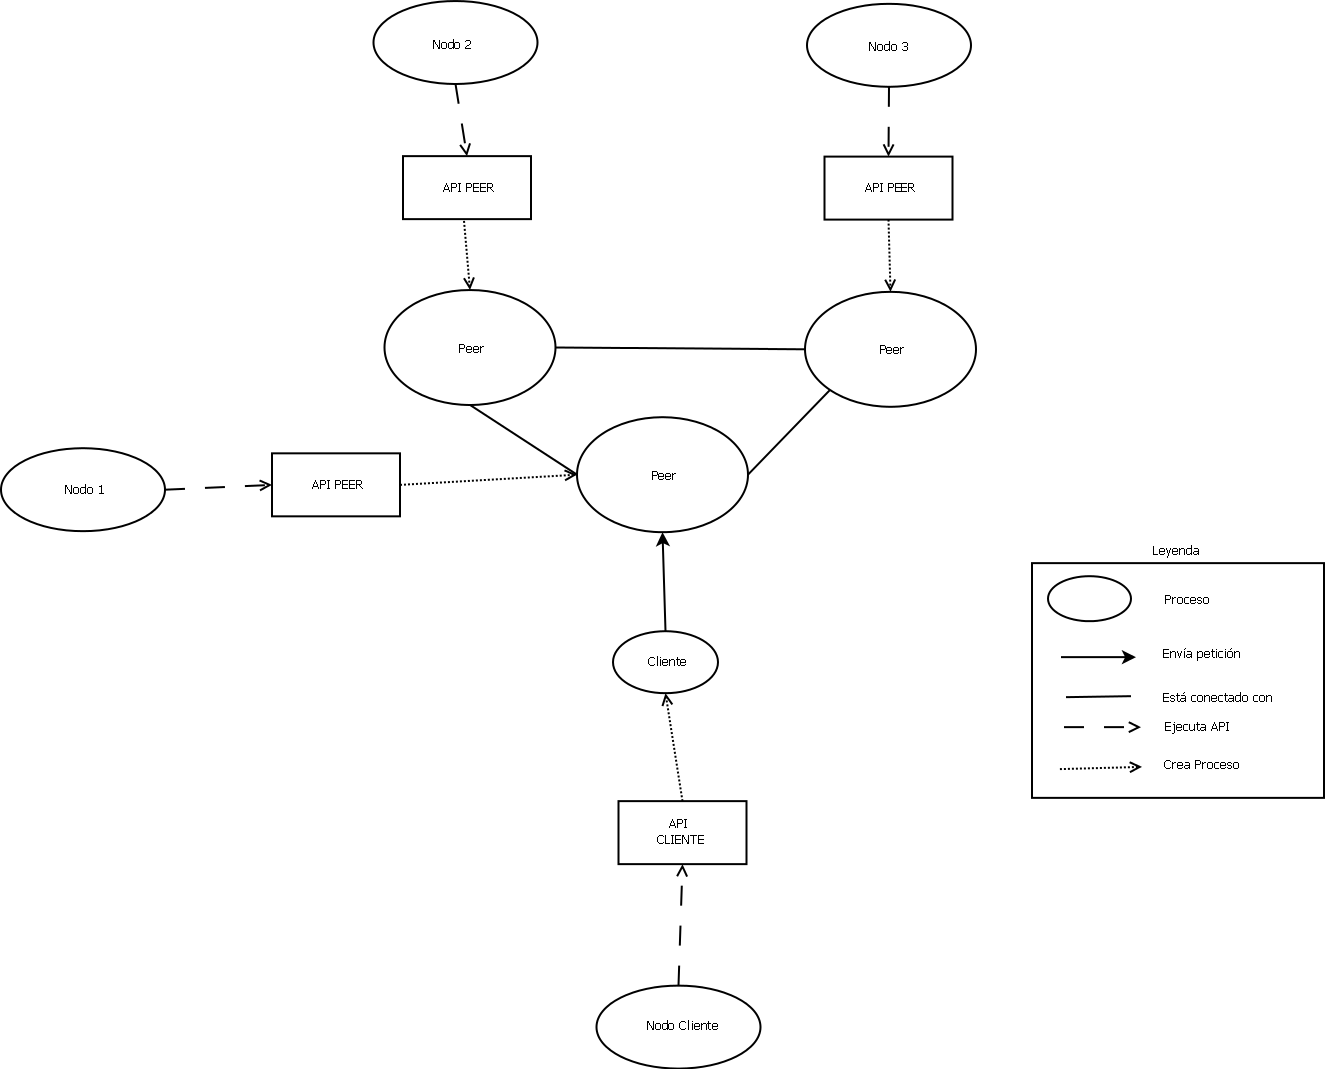 Nodo 2
Nodo 3
API PEER
API PEER
Peer
Peer
Peer
Nodo 1
API PEER
Leyenda
Proceso
Envía petición
Está conectado con
Ejecuta API
Crea Proceso
Cliente
API
CLIENTE
Nodo Cliente